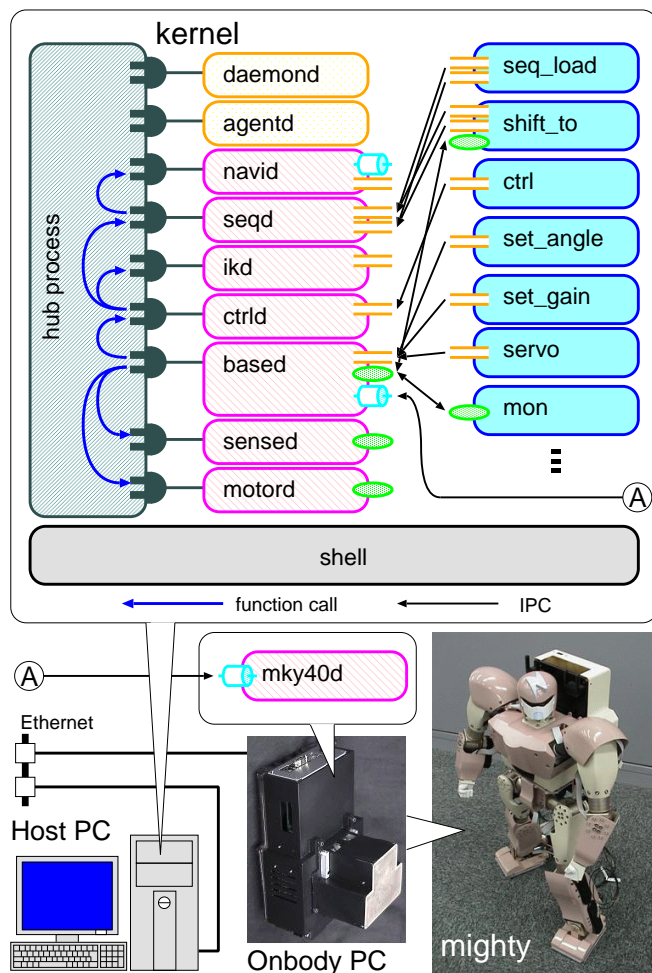 kernel
hub process
daemond
agentd
navid
seqd
ikd
ctrld
based
sensed
motord
seq_load
shift_to
ctrl
set_angle
set_gain
servo
mon
A
shell
function call
IPC
A
mky40d
Ethernet
Host PC
Onbody PC
mighty